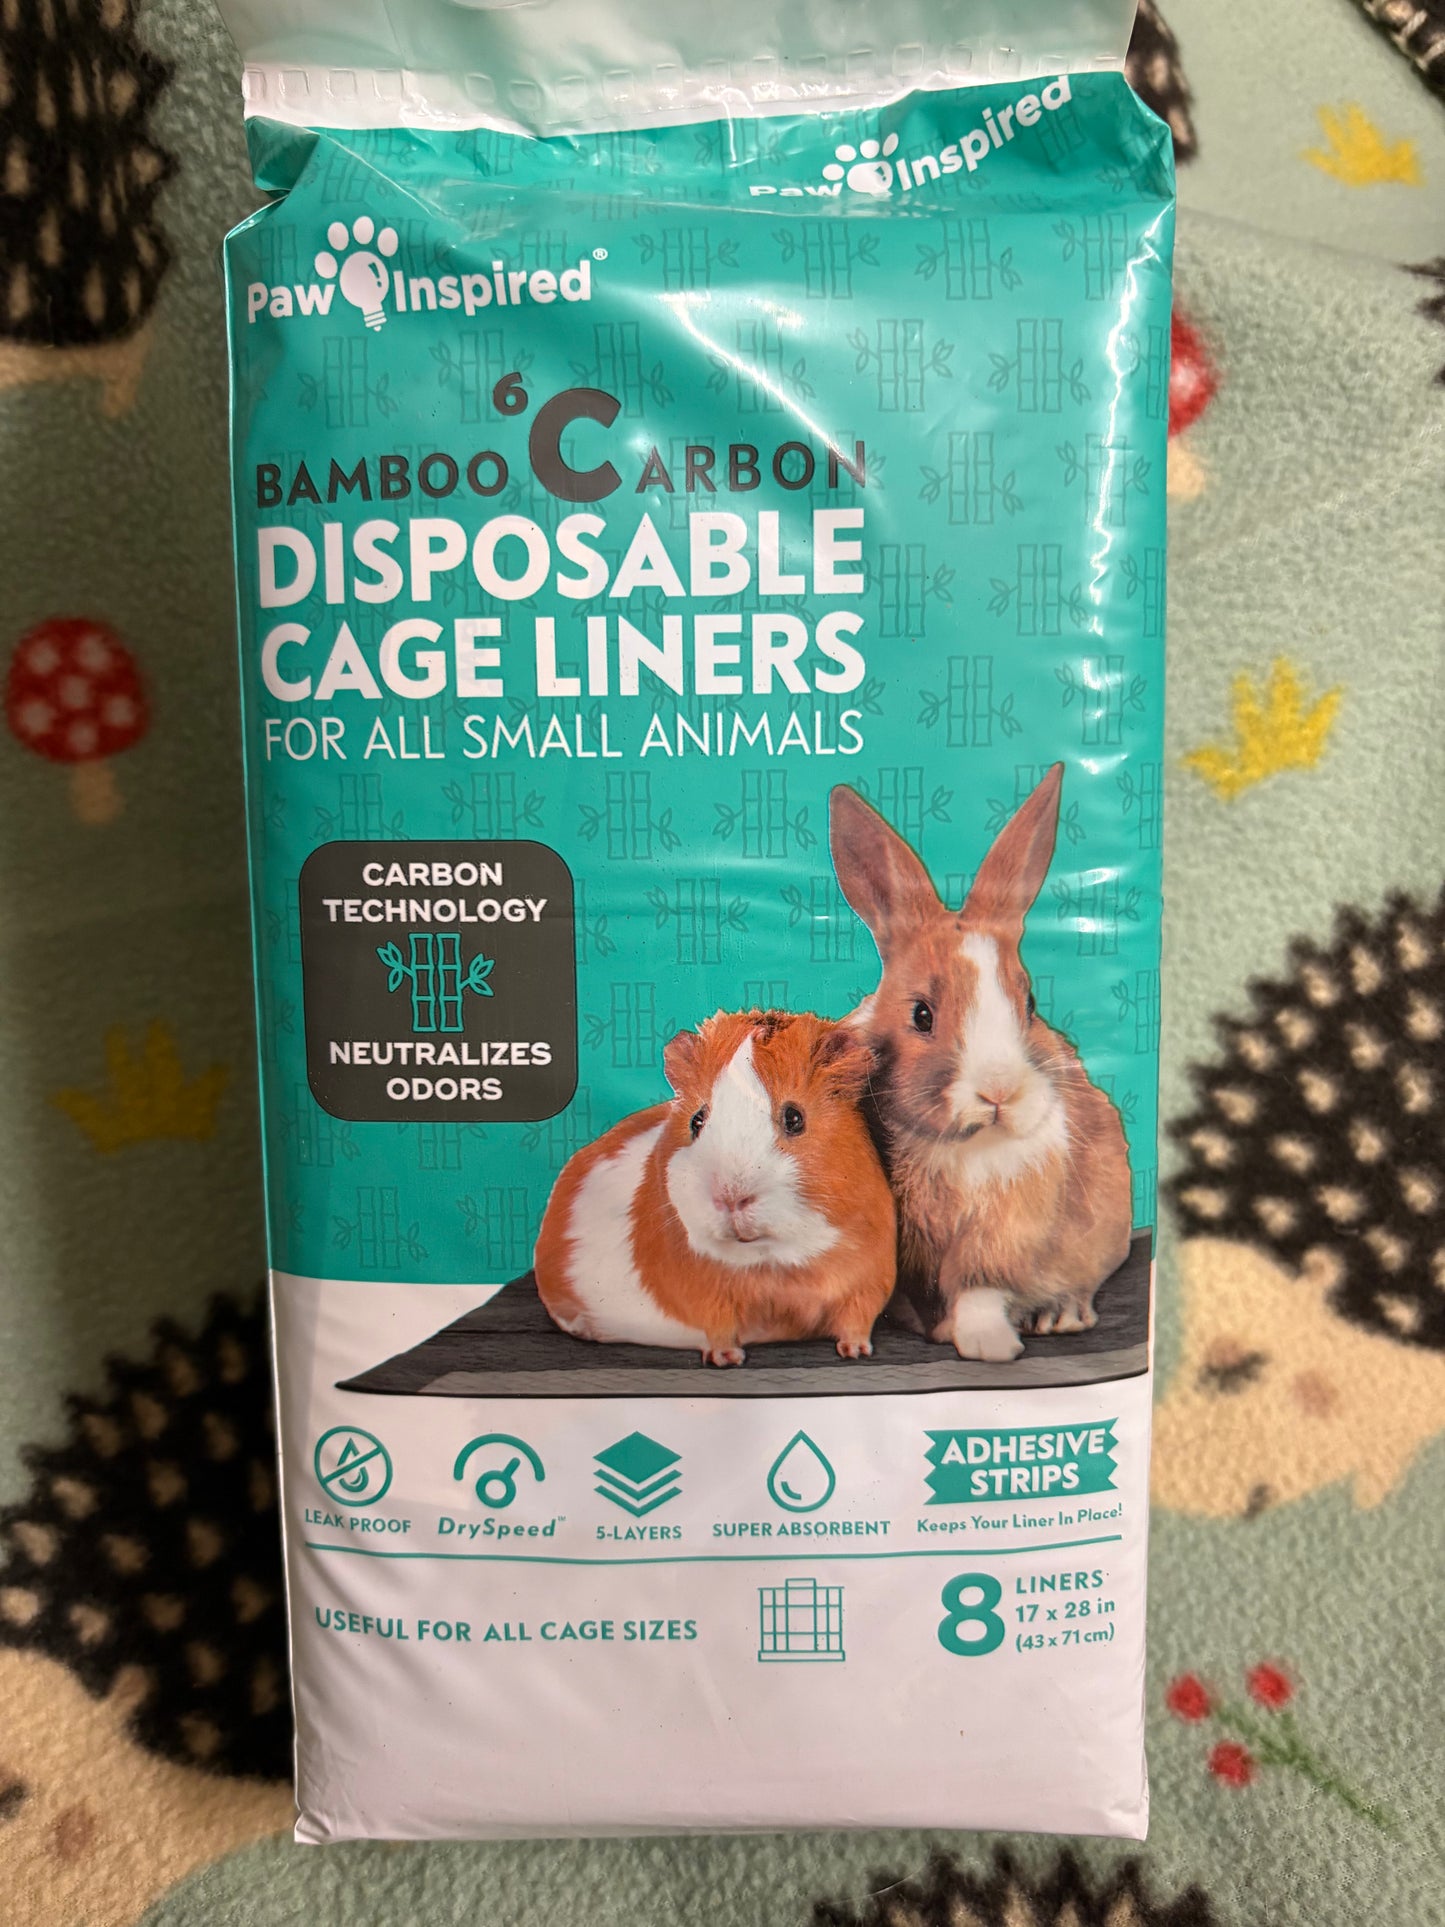 Paw Inspired
Paw Inspired®
6
BAMBOO CARBON
DISPOSABLE
CAGE LINERS
FOR ALL SMALL ANIMALS
CARBON
TECHNOLOGY
NEUTRALIZES
ODORS
LEAK PROOF
DrySpeed™
5-LAYERS
SUPER ABSORBENT
ADHESIVE
STRIPS
Keeps Your Liner In Place!
USEFUL FOR ALL CAGE SIZES
8
LINERS
17 x 28 in
(43 x 71 cm)